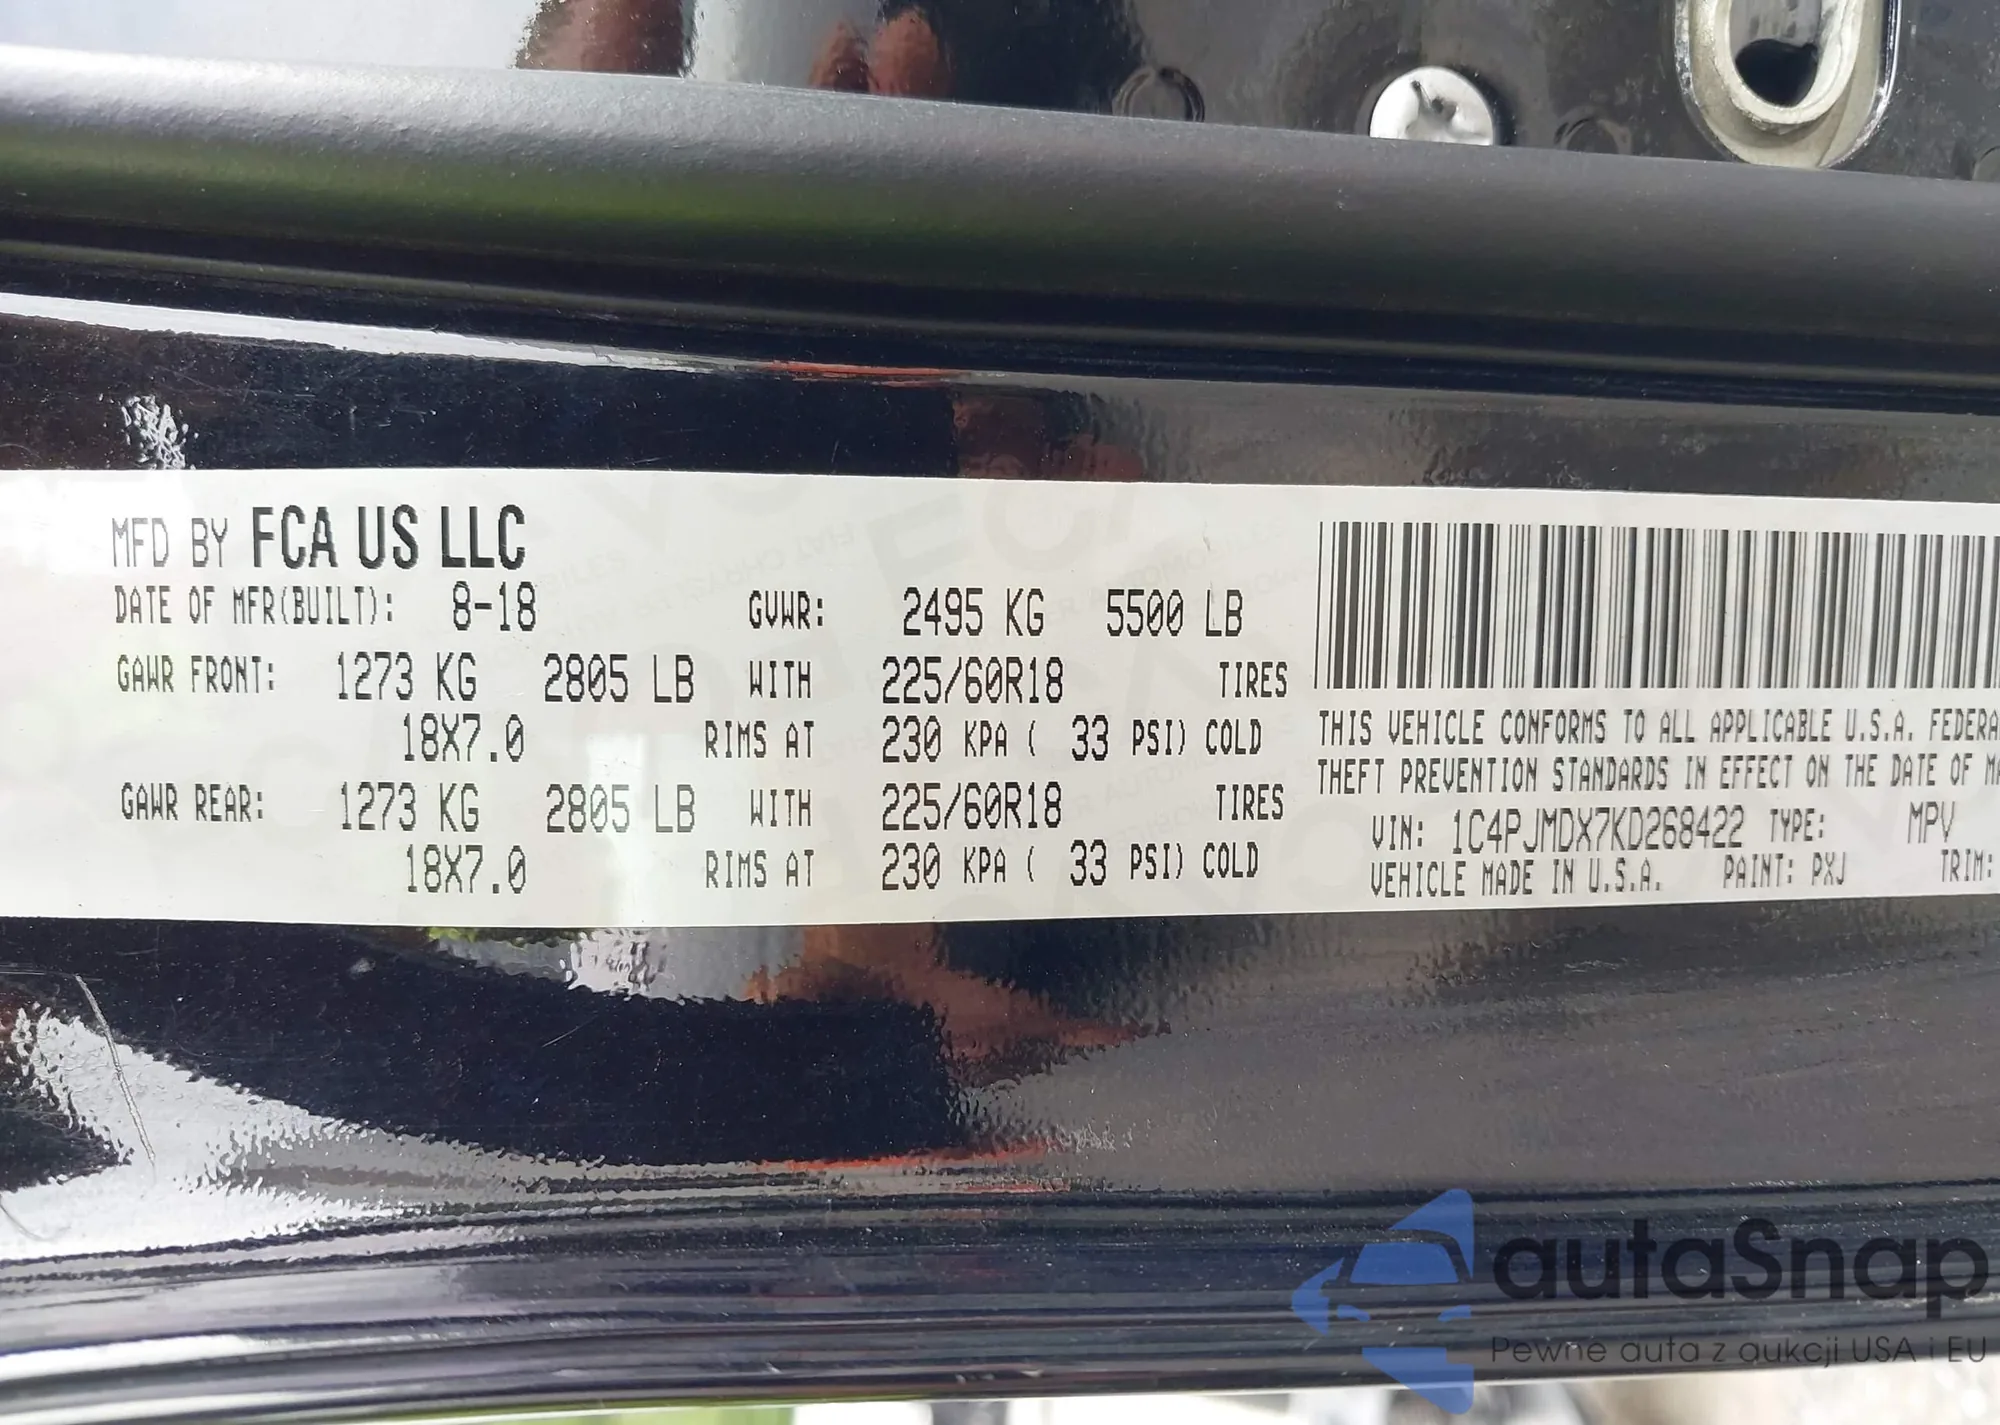 MFD BY FCA US LLC
DATE OF MFR(BUILT): 8-18 GVWR: 2495 KG 5500 LB
GAWR FRONT: 1273 KG 2805 LB WITH 225/60R18 TIRES
18X7.0 RIMS AT 230 KPA ( 33 PSI) COLD
GAWR REAR: 1273 KG 2805 LB WITH 225/60R18 TIRES
18X7.0 RIMS AT 230 KPA ( 33 PSI) COLD
THIS VEHICLE CONFORMS TO ALL APPLICABLE U.S.A. FEDERA
THEFT PREVENTION STANDARDS IN EFFECT ON THE DATE OF MA
VIN: 1C4PJMDX7KD268422 TYPE: MPV
VEHICLE MADE IN U.S.A. PAINT: PXJ TRIM:
autaSnap
Pewne auta z aukcji USA i EU